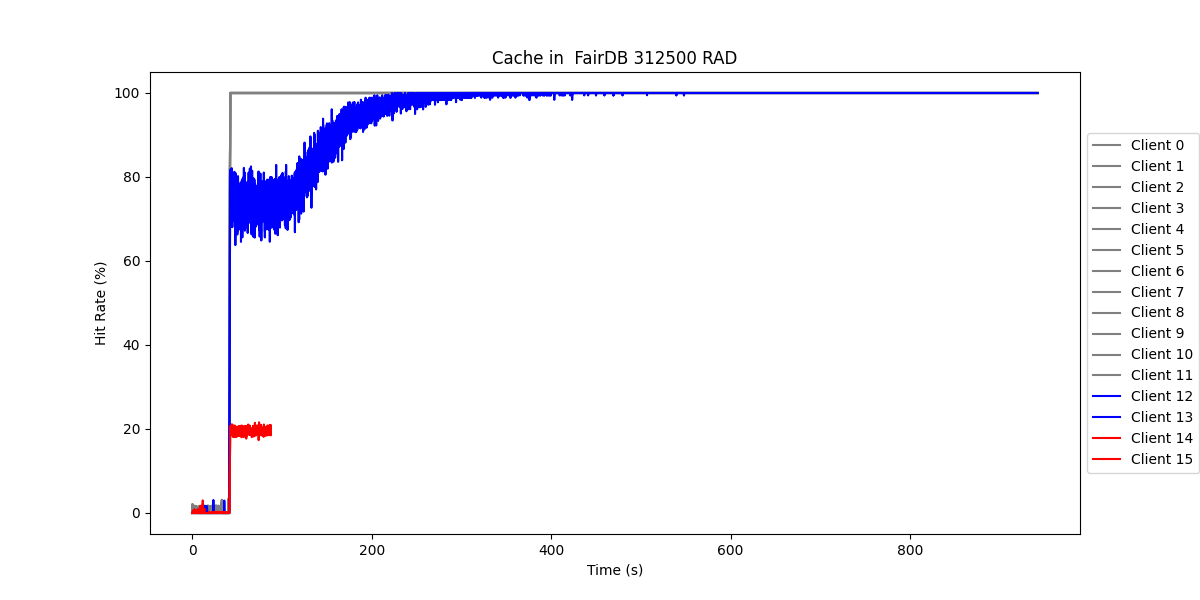 Cache in  FairDB 312500 RAD
Hit Rate (%)
100
80
60
40
20
0
0 200 400 600 800
Time (s)
Client 0
Client 1
Client 2
Client 3
Client 4
Client 5
Client 6
Client 7
Client 8
Client 9
Client 10
Client 11
Client 12
Client 13
Client 14
Client 15